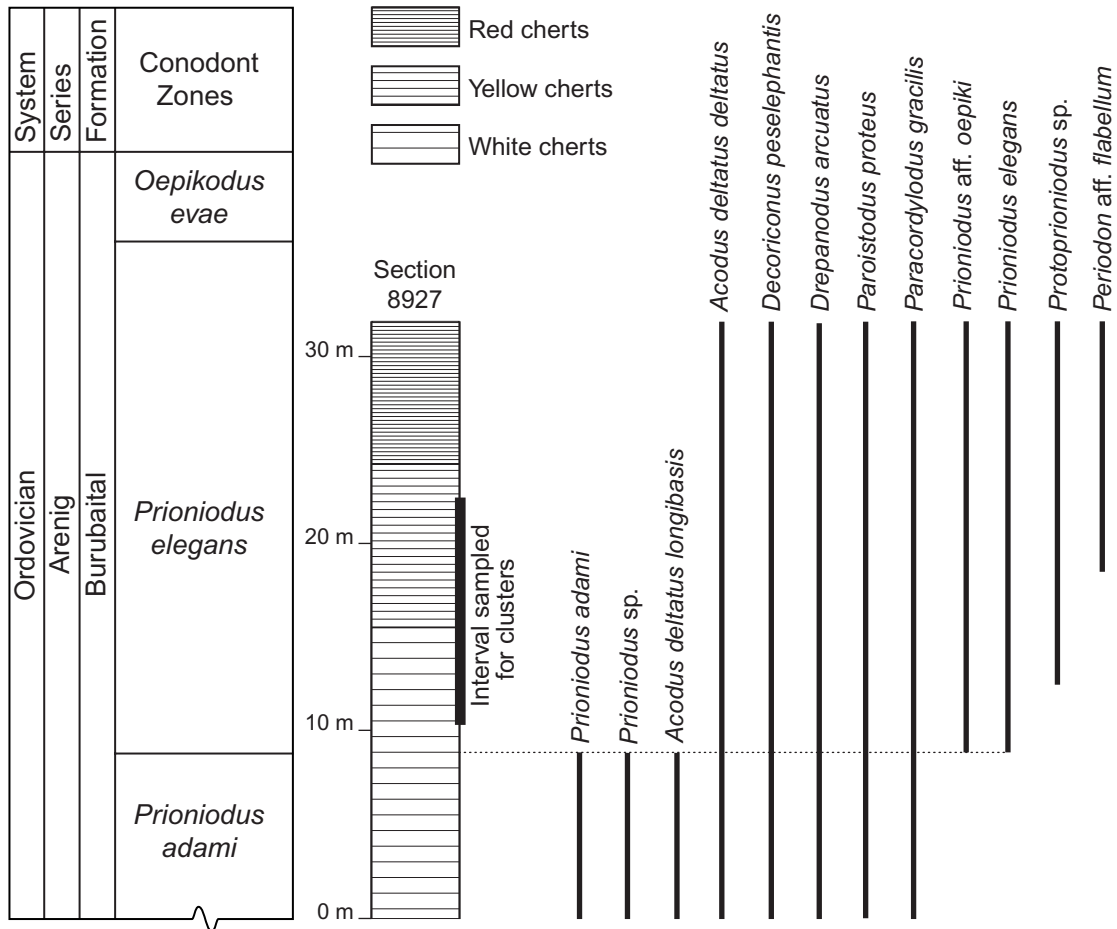 System
Series
Formation
Conodont
Zones
Ordovician
Arenig
Burubaital
Oepikodus
evae
Prioniodus
elegans
Prioniodus
adami
Red cherts
Yellow cherts
White cherts
Section
8927
30 m
20 m
10 m
0 m
Interval sampled
for clusters
Prioniodus adami
Prioniodus sp.
Acodus deltatus longibasis
Acodus deltatus deltatus
Decoriconus peselephantis
Drepanodus arcuatus
Paroistodus proteus
Paracordylodus gracilis
Prioniodus aff. oepiki
Prioniodus elegans
Protoprioniodus sp.
Periodon aff. flabellum